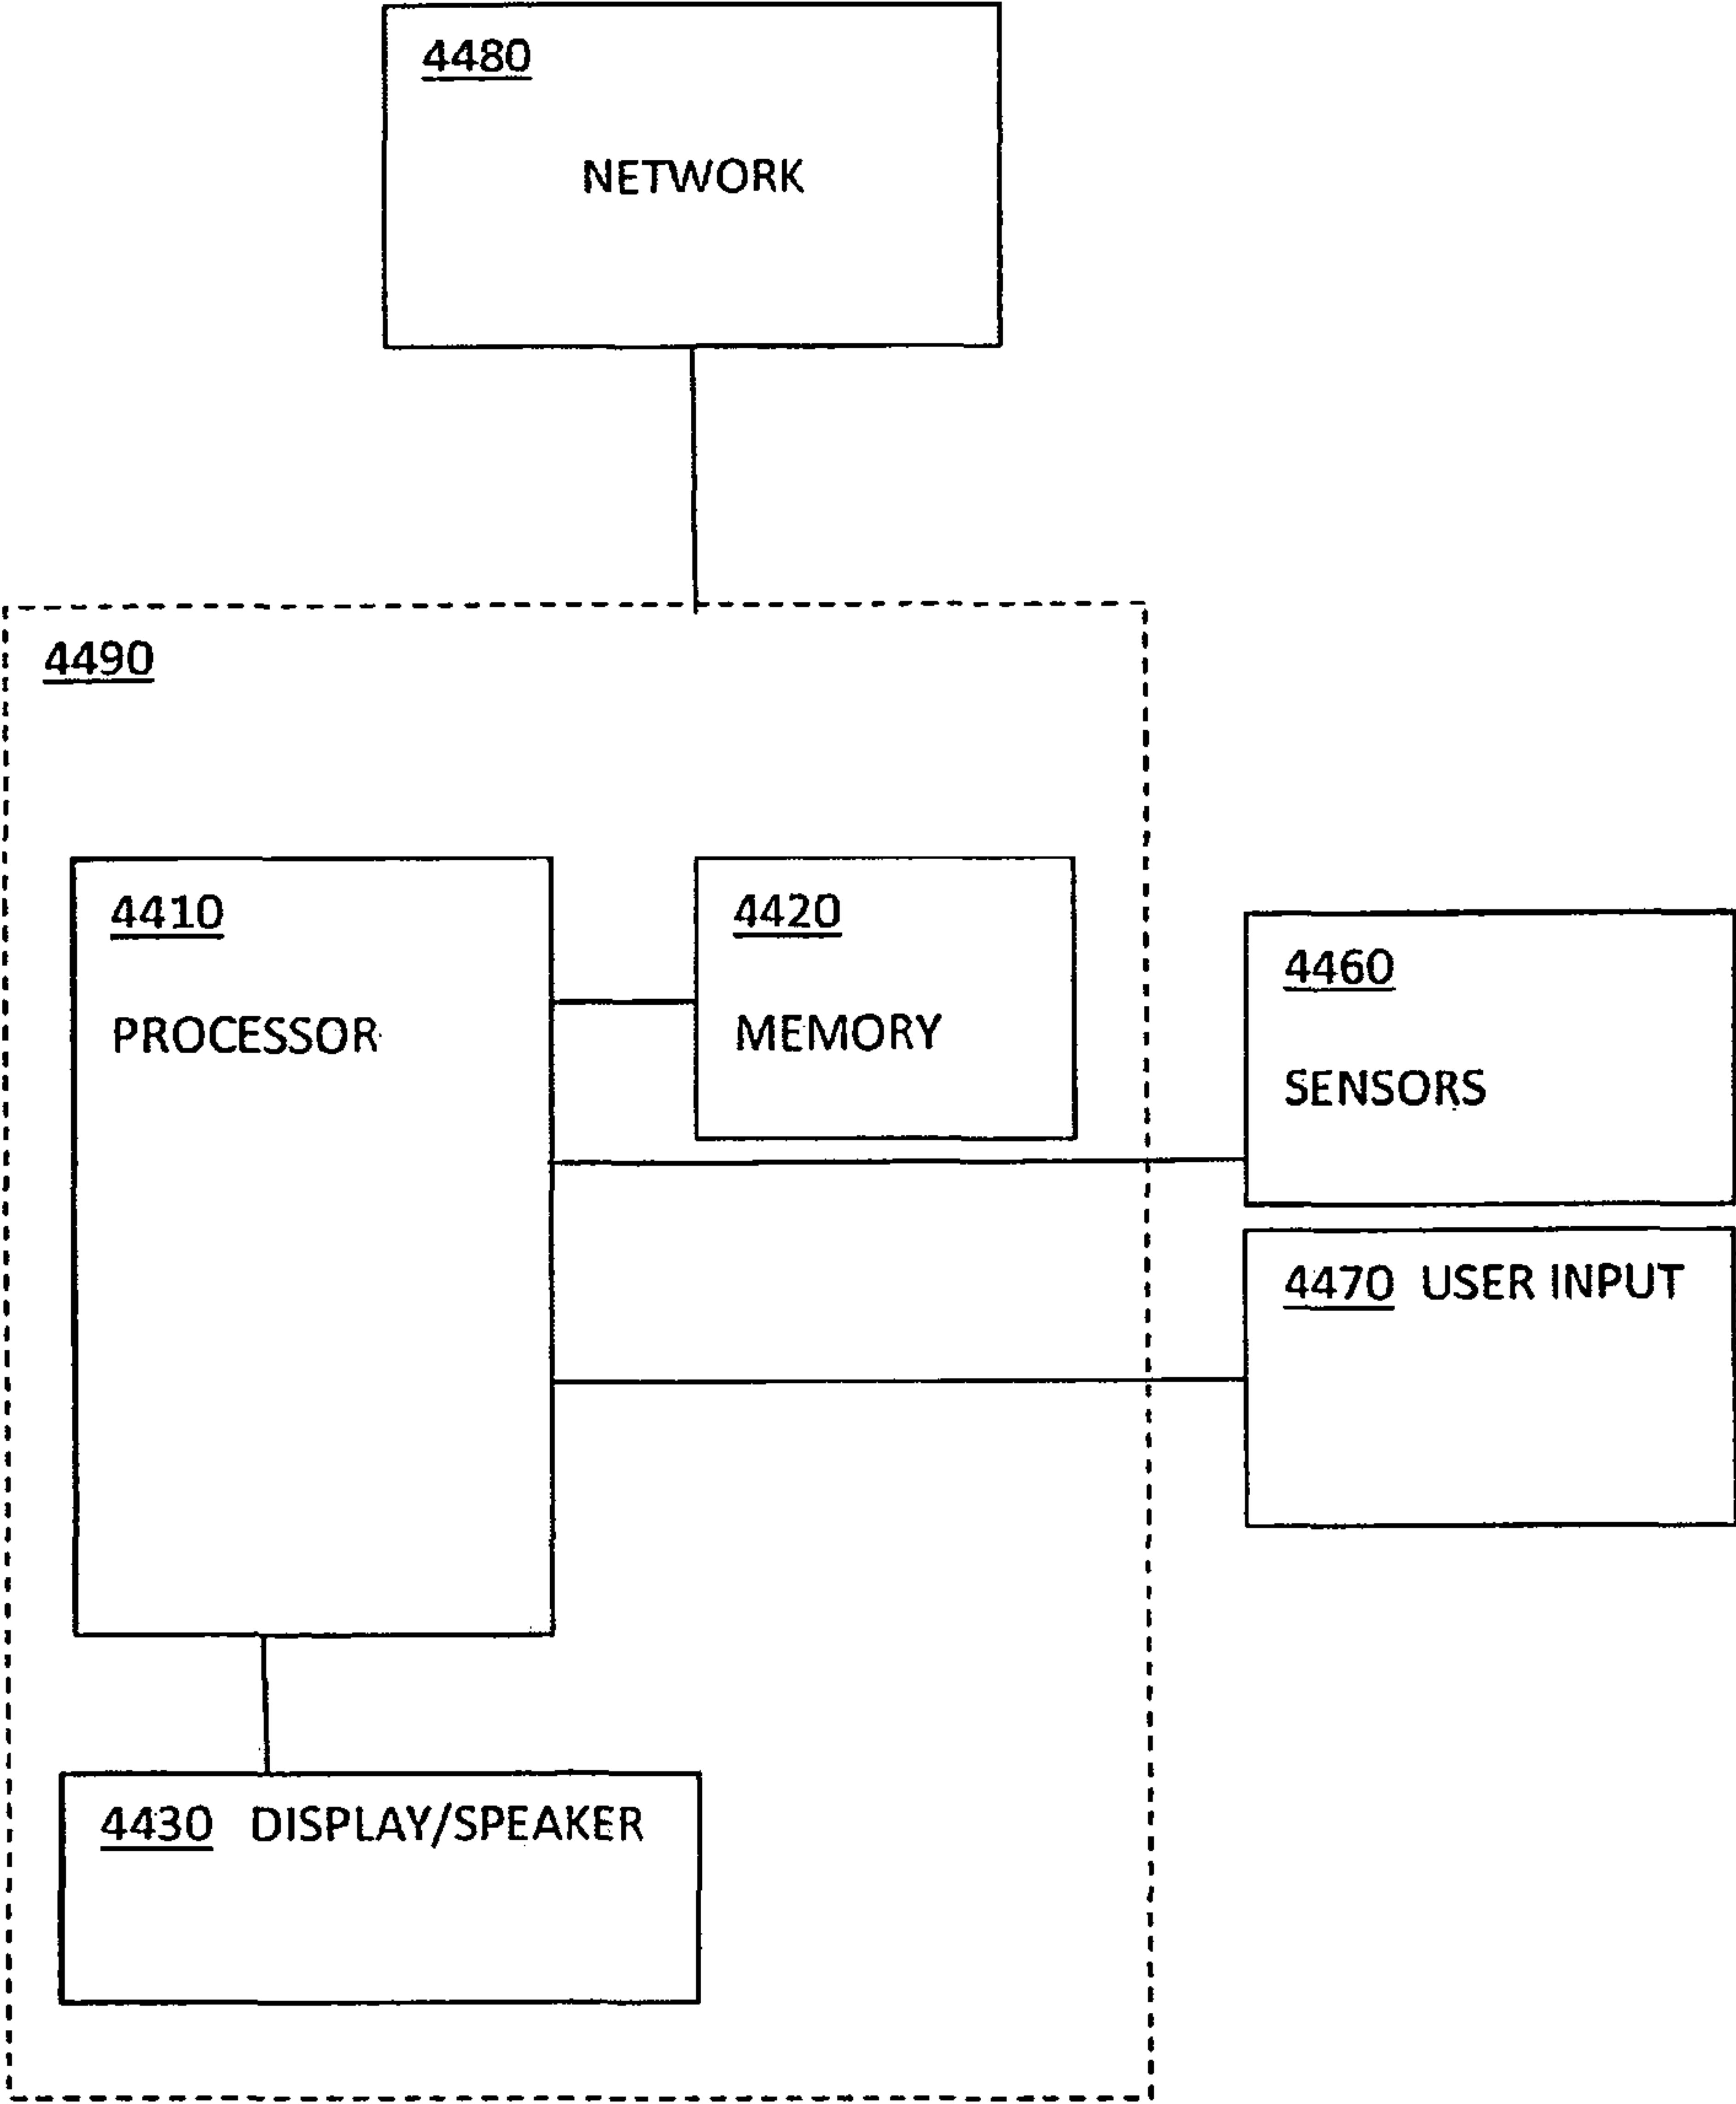 4480
NETWORK
4490
4410
PROCESSOR
4420
MEMORY
4460
SENSORS
4470 USER INPUT
4430 DISPLAY/SPEAKER